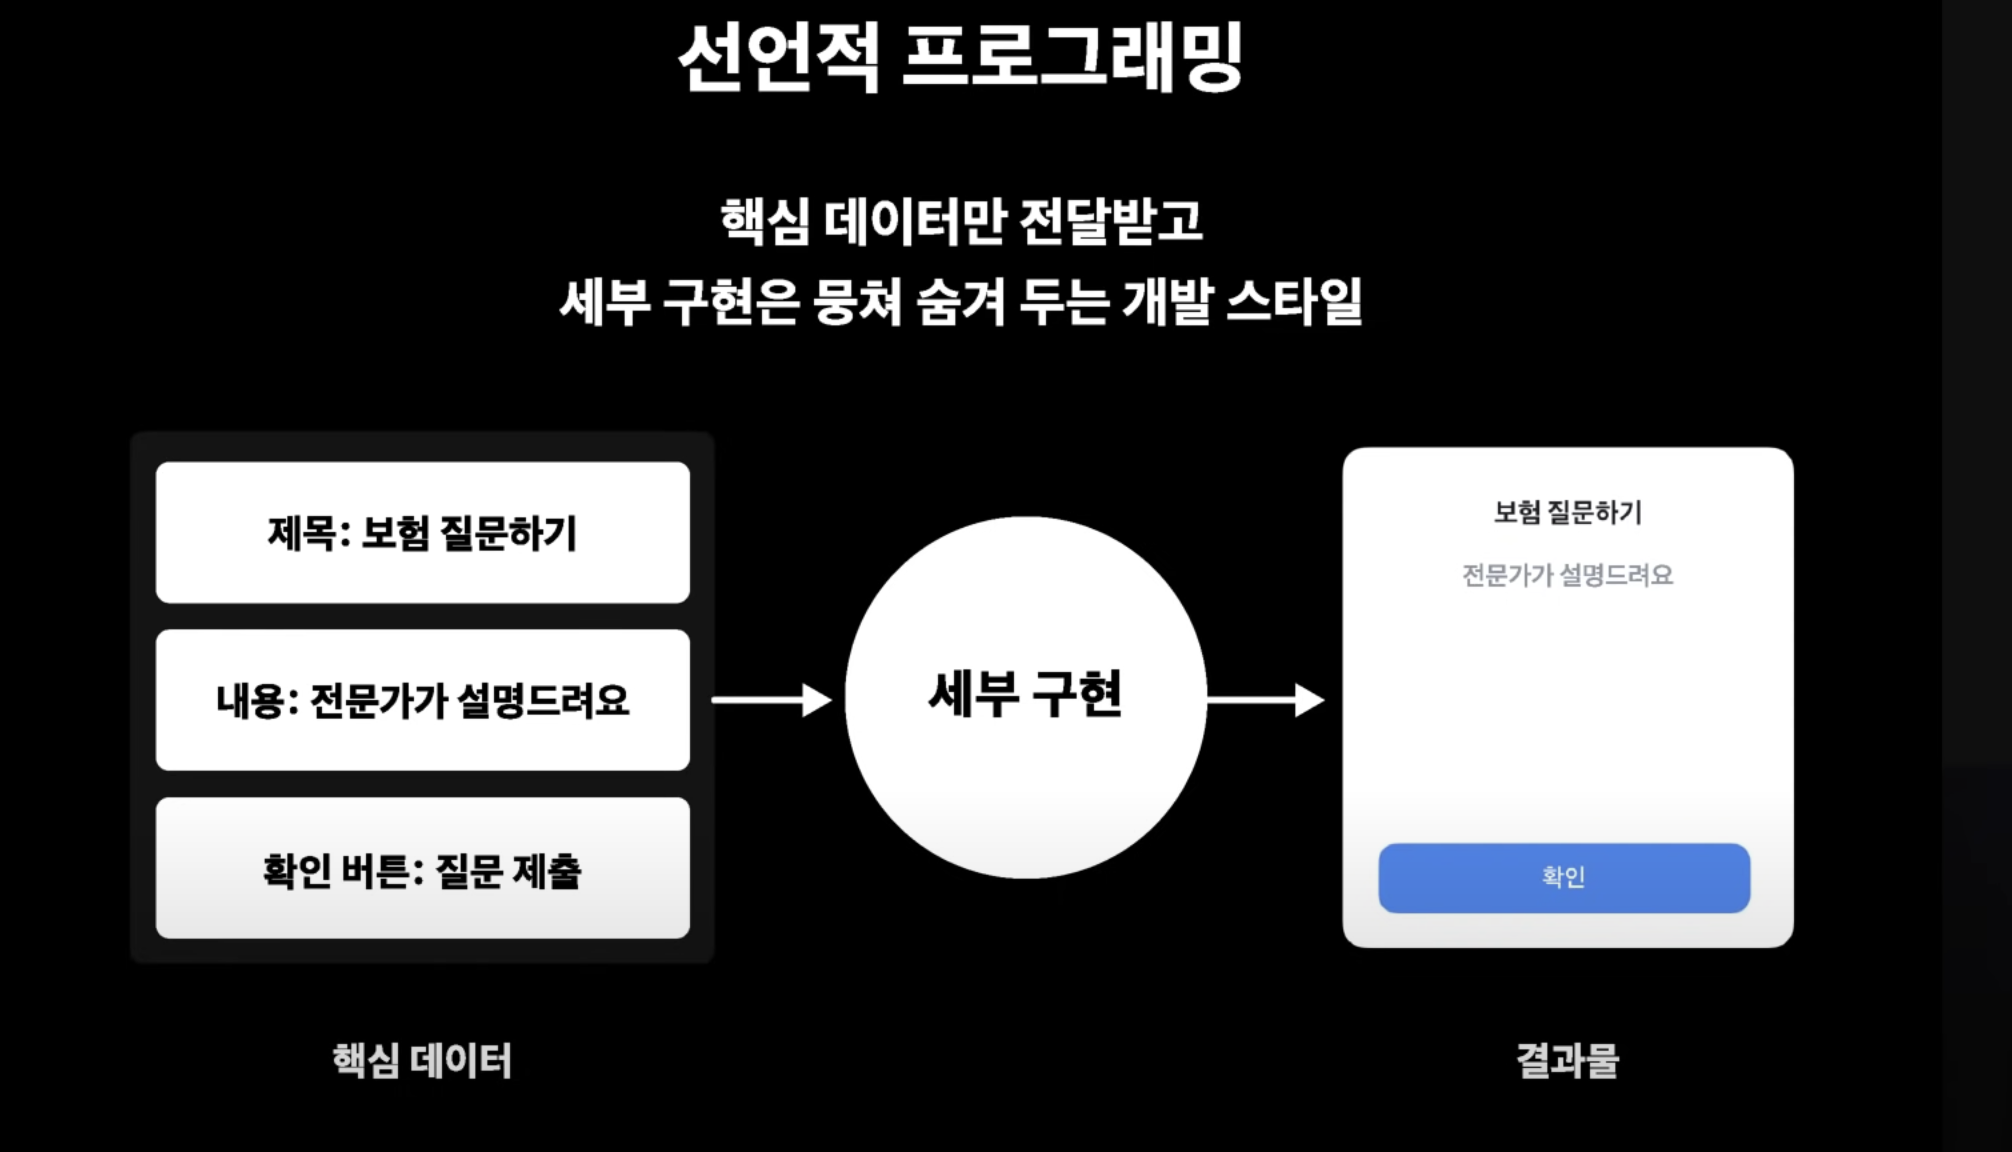 선언적 프로그래밍
핵심 데이터만 전달받고
세부 구현은 뭉쳐 숨겨 두는 개발 스타일
제목: 보험 질문하기
내용: 전문가가 설명드려요
확인 버튼: 질문 제출
핵심 데이터
세부 구현
보험 질문하기
전문가가 설명드려요
확인
결과물